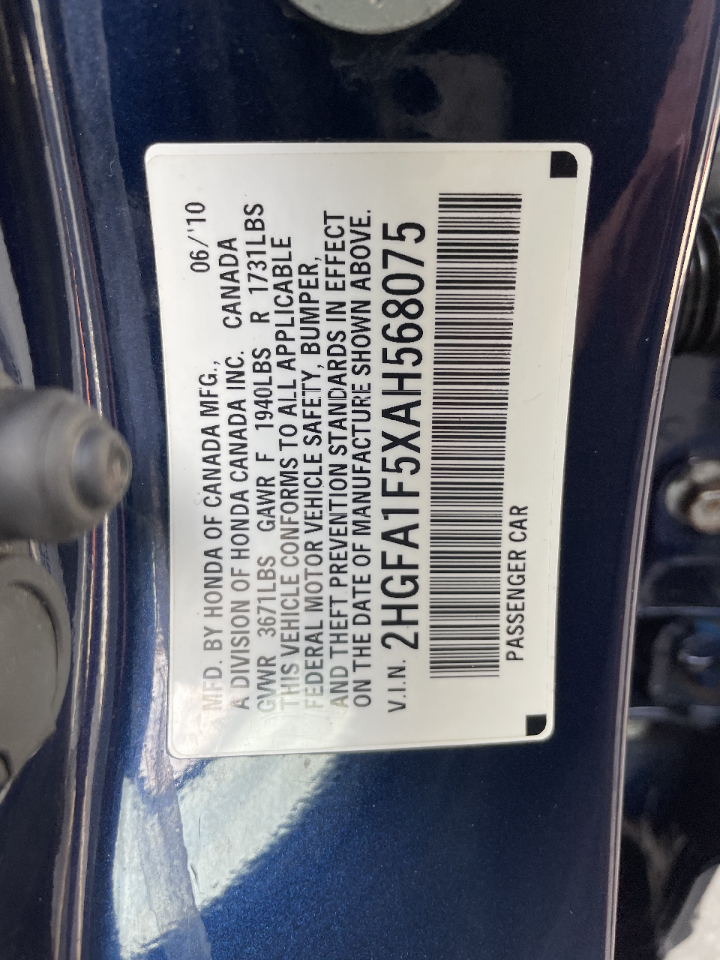 MFD. BY HONDA OF CANADA MFG., 06/'10
A DIVISION OF HONDA CANADA INC. CANADA
GVWR 3671LBS GAWR F 1940LBS R 1731LBS
THIS VEHICLE CONFORMS TO ALL APPLICABLE
FEDERAL MOTOR VEHICLE SAFETY, BUMPER,
AND THEFT PREVENTION STANDARDS IN EFFECT
ON THE DATE OF MANUFACTURE SHOWN ABOVE.
V.I.N. 2HGFA1F5XAH568075
PASSENGER CAR